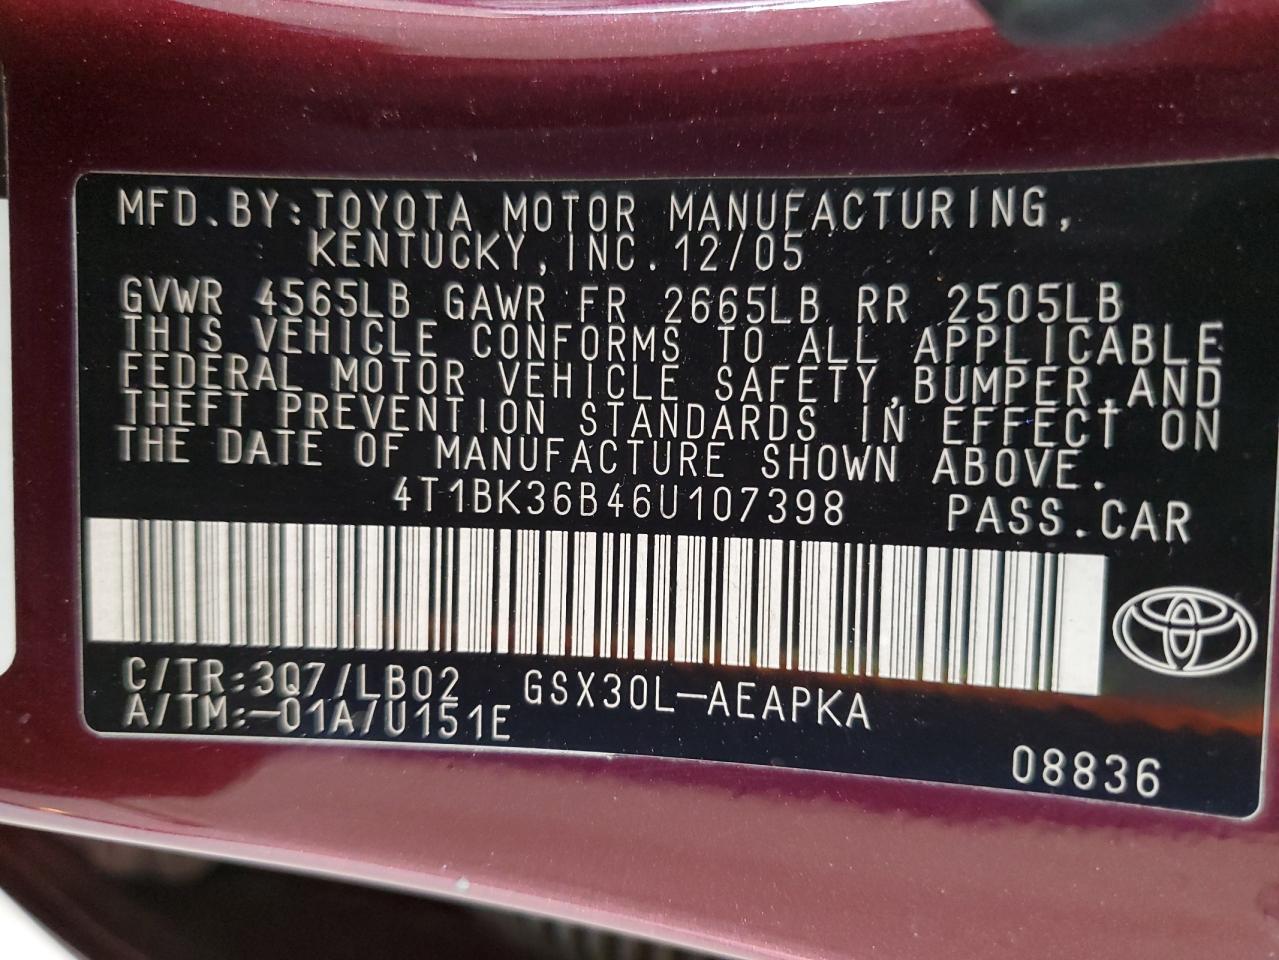 MFD.BY:TOYOTA MOTOR MANUFACTURING,
KENTUCKY,INC.12/05
GVWR 4565LB GAWR FR 2665LB RR 2505LB
THIS VEHICLE CONFORMS TO ALL APPLICABLE
FEDERAL MOTOR VEHICLE SAFETY,BUMPER,AND
THEFT PREVENTION STANDARDS IN EFFECT ON
THE DATE OF MANUFACTURE SHOWN ABOVE.
4T1BK36B46U107398 PASS.CAR
C/TR:3Q7/LB02 GSX30L-AEAPKA
A/TM:-01A/U151E
08836